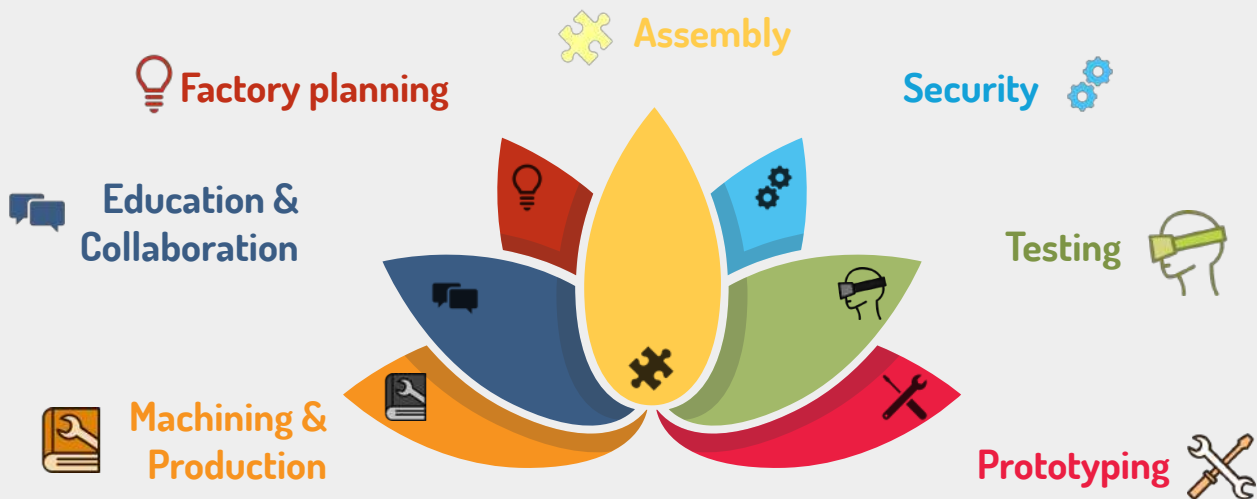 Assembly
Factory planning
Security
Education &
Collaboration
Testing
Machining &
Production
Prototyping